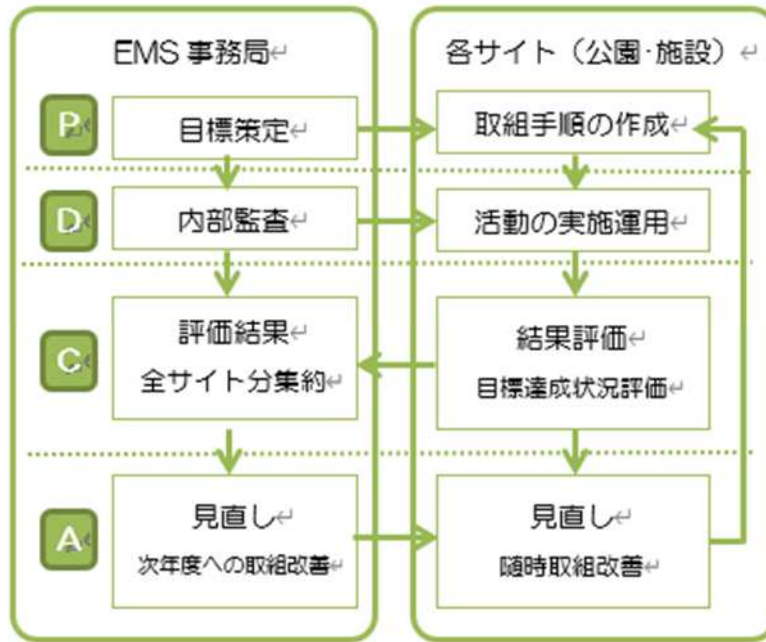 EMS 事務局↵
各サイト（公園･施設）↵
P
目標策定↵
取組手順の作成↵
D
内部監査↵
活動の実施運用↵
C
評価結果↵
全サイト分集約↵
結果評価↵
目標達成状況評価↵
A
見直し↵
次年度への取組改善↵
見直し↵
随時取組改善↵